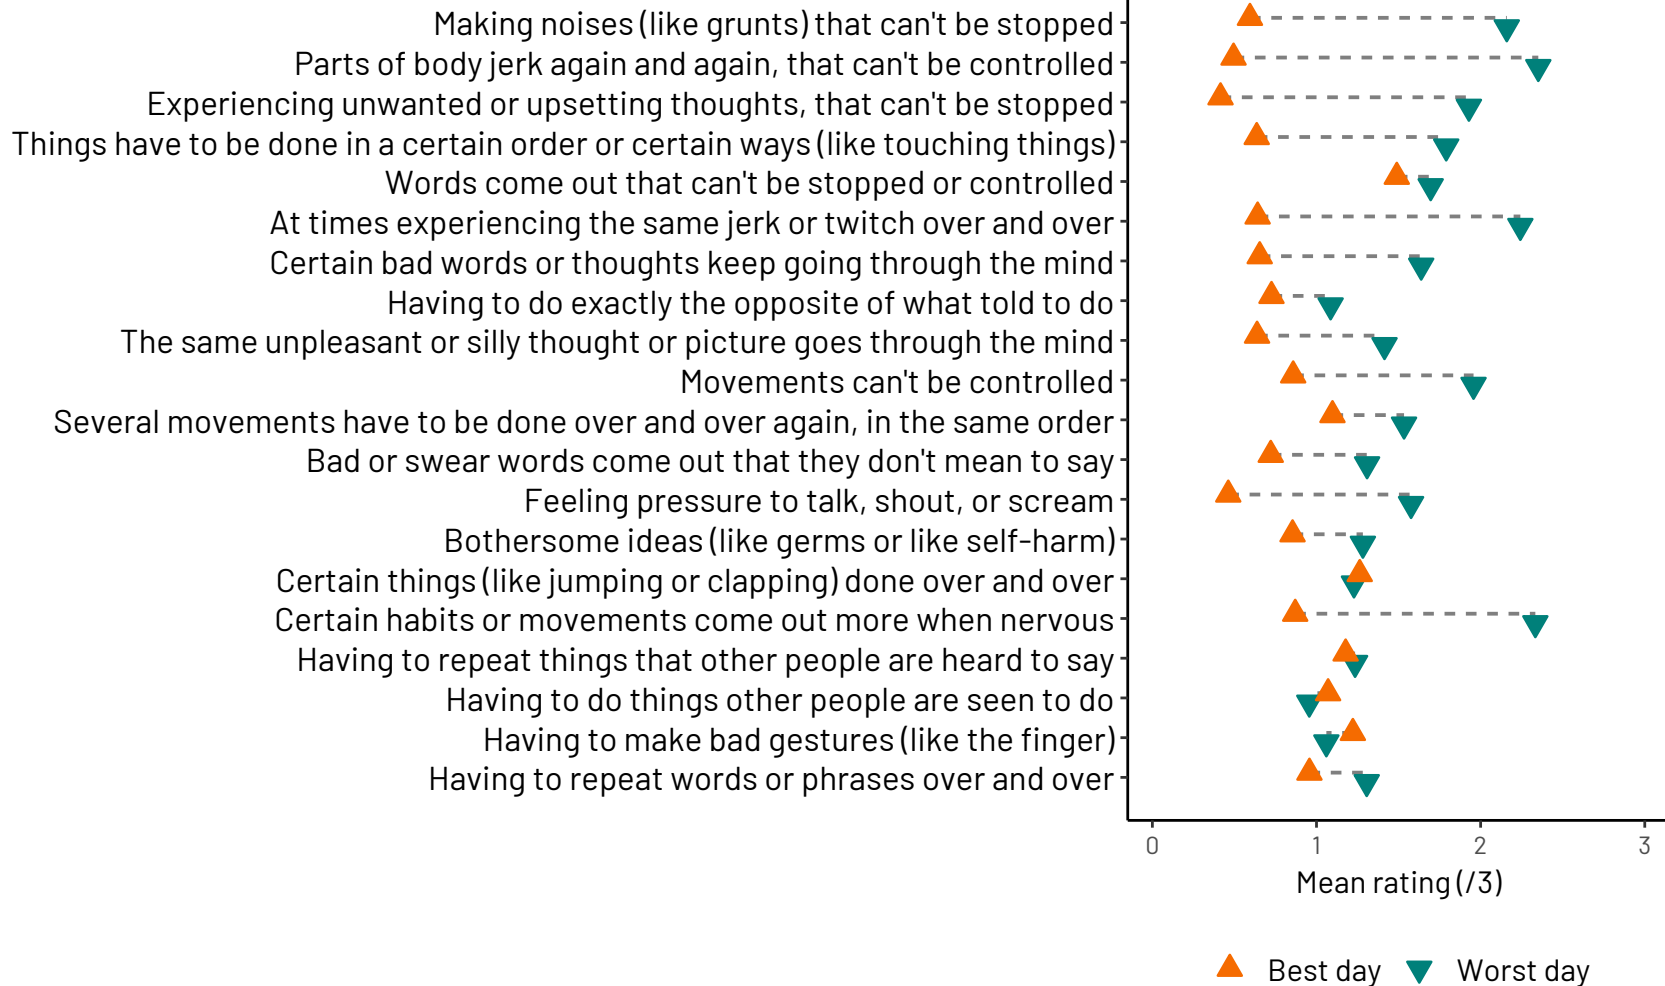 Making noises (like grunts) that can't be stopped
Parts of body jerk again and again, that can't be controlled
Experiencing unwanted or upsetting thoughts, that can't be stopped
Things have to be done in a certain order or certain ways (like touching things)
Words come out that can't be stopped or controlled
At times experiencing the same jerk or twitch over and over
Certain bad words or thoughts keep going through the mind
Having to do exactly the opposite of what told to do
The same unpleasant or silly thought or picture goes through the mind
Movements can't be controlled
Several movements have to be done over and over again, in the same order
Bad or swear words come out that they don't mean to say
Feeling pressure to talk, shout, or scream
Bothersome ideas (like germs or like self-harm)
Certain things (like jumping or clapping) done over and over
Certain habits or movements come out more when nervous
Having to repeat things that other people are heard to say
Having to do things other people are seen to do
Having to make bad gestures (like the finger)
Having to repeat words or phrases over and over
0 1 2 3
Mean rating (/3)
Best day Worst day